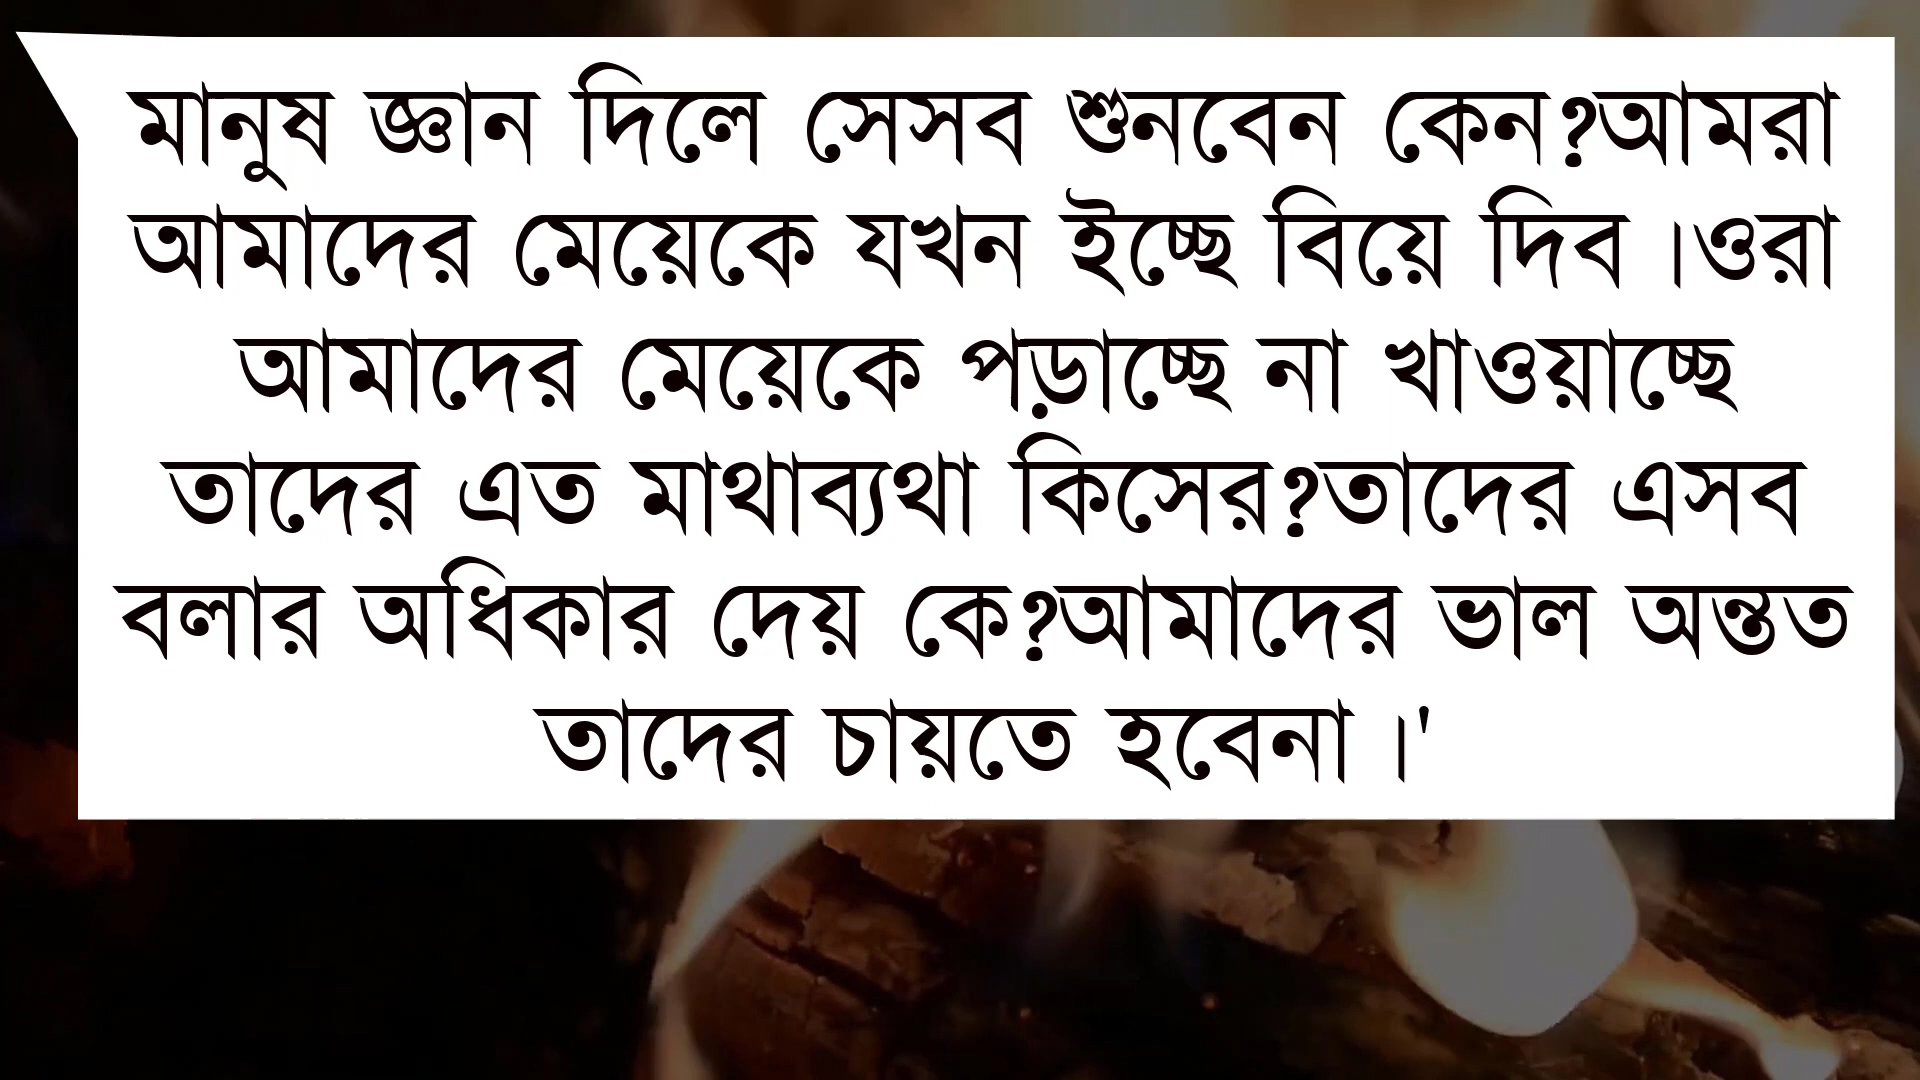 মানুষ জ্ঞান দিলে সেসব শুনবেন কেন?আমরা
আমাদের মেয়েকে যখন ইচ্ছে বিয়ে দিব।ওরা
আমাদের মেয়েকে পড়াচ্ছে না খাওয়াচ্ছে
তাদের এত মাথাব্যথা কিসের?তাদের এসব
বলার অধিকার দেয় কে?আমাদের ভাল অন্তত
তাদের চায়তে হবেনা।'